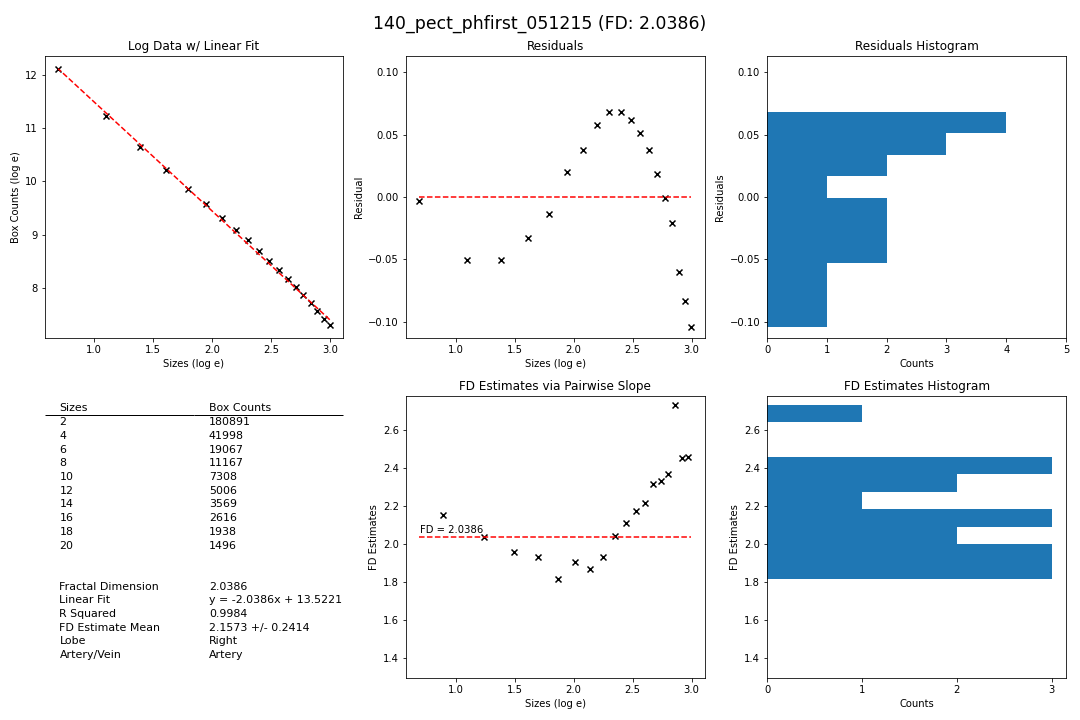 140_pect_phfirst_051215 (FD: 2.0386)
Log Data w/ Linear Fit
Residuals
Residuals Histogram
12
11
10
9
8
Box Counts (log e)
1.0 1.5 2.0 2.5 3.0
Sizes (log e)
0.10
0.05
0.00
−0.05
−0.10
Residual
1.0 1.5 2.0 2.5 3.0
Sizes (log e)
0.10
0.05
0.00
−0.05
−0.10
Residuals
0 1 2 3 4 5
Counts
Sizes Box Counts
2 180891
4 41998
6 19067
8 11167
10 7308
12 5006
14 3569
16 2616
18 1938
20 1496
Fractal Dimension 2.0386
Linear Fit y = -2.0386x + 13.5221
R Squared 0.9984
FD Estimate Mean 2.1573 +/- 0.2414
Lobe Right
Artery/Vein Artery
FD Estimates via Pairwise Slope
2.6
2.4
2.2
2.0
1.8
1.6
1.4
FD Estimates
FD = 2.0386
1.0 1.5 2.0 2.5 3.0
Sizes (log e)
FD Estimates Histogram
2.6
2.4
2.2
2.0
1.8
1.6
1.4
FD Estimates
0 1 2 3
Counts